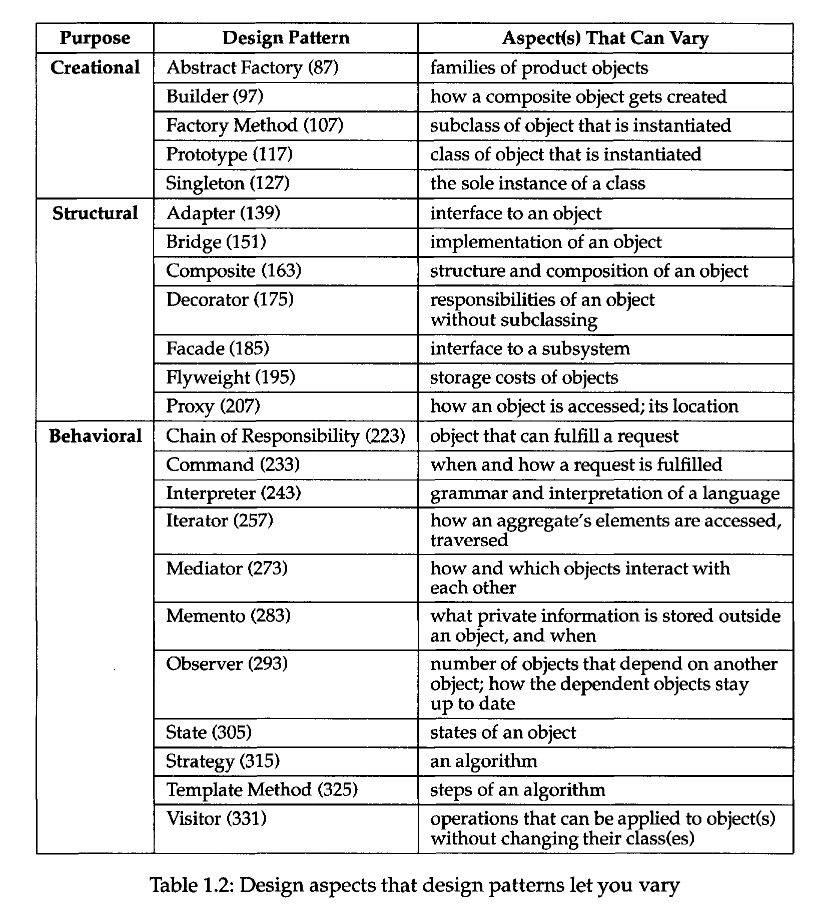 Purpose Design Pattern Aspect(s) That Can Vary
Creational Abstract Factory (87) families of product objects
Builder (97) how a composite object gets created
Factory Method (107) subclass of object that is instantiated
Prototype (117) class of object that is instantiated
Singleton (127) the sole instance of a class
Structural Adapter (139) interface to an object
Bridge (151) implementation of an object
Composite (163) structure and composition of an object
Decorator (175) responsibilities of an object
without subclassing
Facade (185) interface to a subsystem
Flyweight (195) storage costs of objects
Proxy (207) how an object is accessed; its location
Behavioral Chain of Responsibility (223) object that can fulfill a request
Command (233) when and how a request is fulfilled
Interpreter (243) grammar and interpretation of a language
Iterator (257) how an aggregate's elements are accessed,
traversed
Mediator (273) how and which objects interact with
each other
Memento (283) what private information is stored outside
an object, and when
Observer (293) number of objects that depend on another
object; how the dependent objects stay
up to date
State (305) states of an object
Strategy (315) an algorithm
Template Method (325) steps of an algorithm
Visitor (331) operations that can be applied to object(s)
without changing their class(es)
Table 1.2: Design aspects that design patterns let you vary